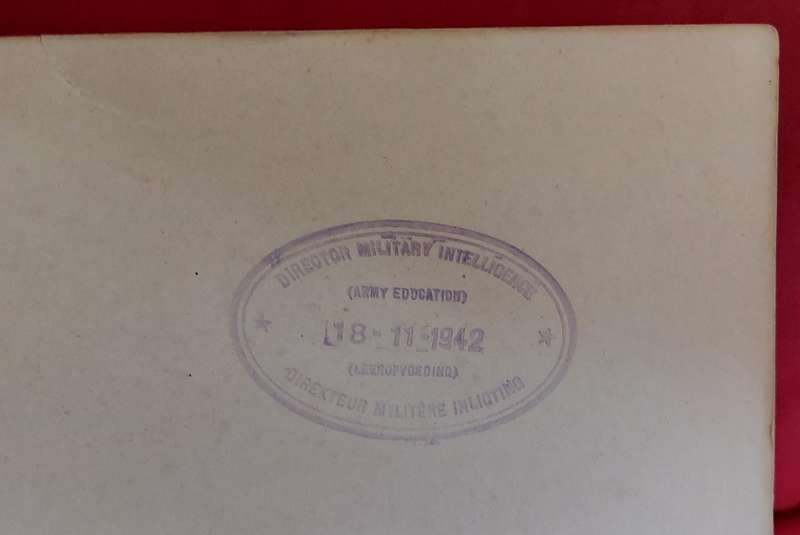 DIRECTOR MILITARY INTELLIGENCE
(ARMY EDUCATION)
18-11-1942
(LEEROPVOEDING)
DIREKTEUR MILITÊRE INLIGTING